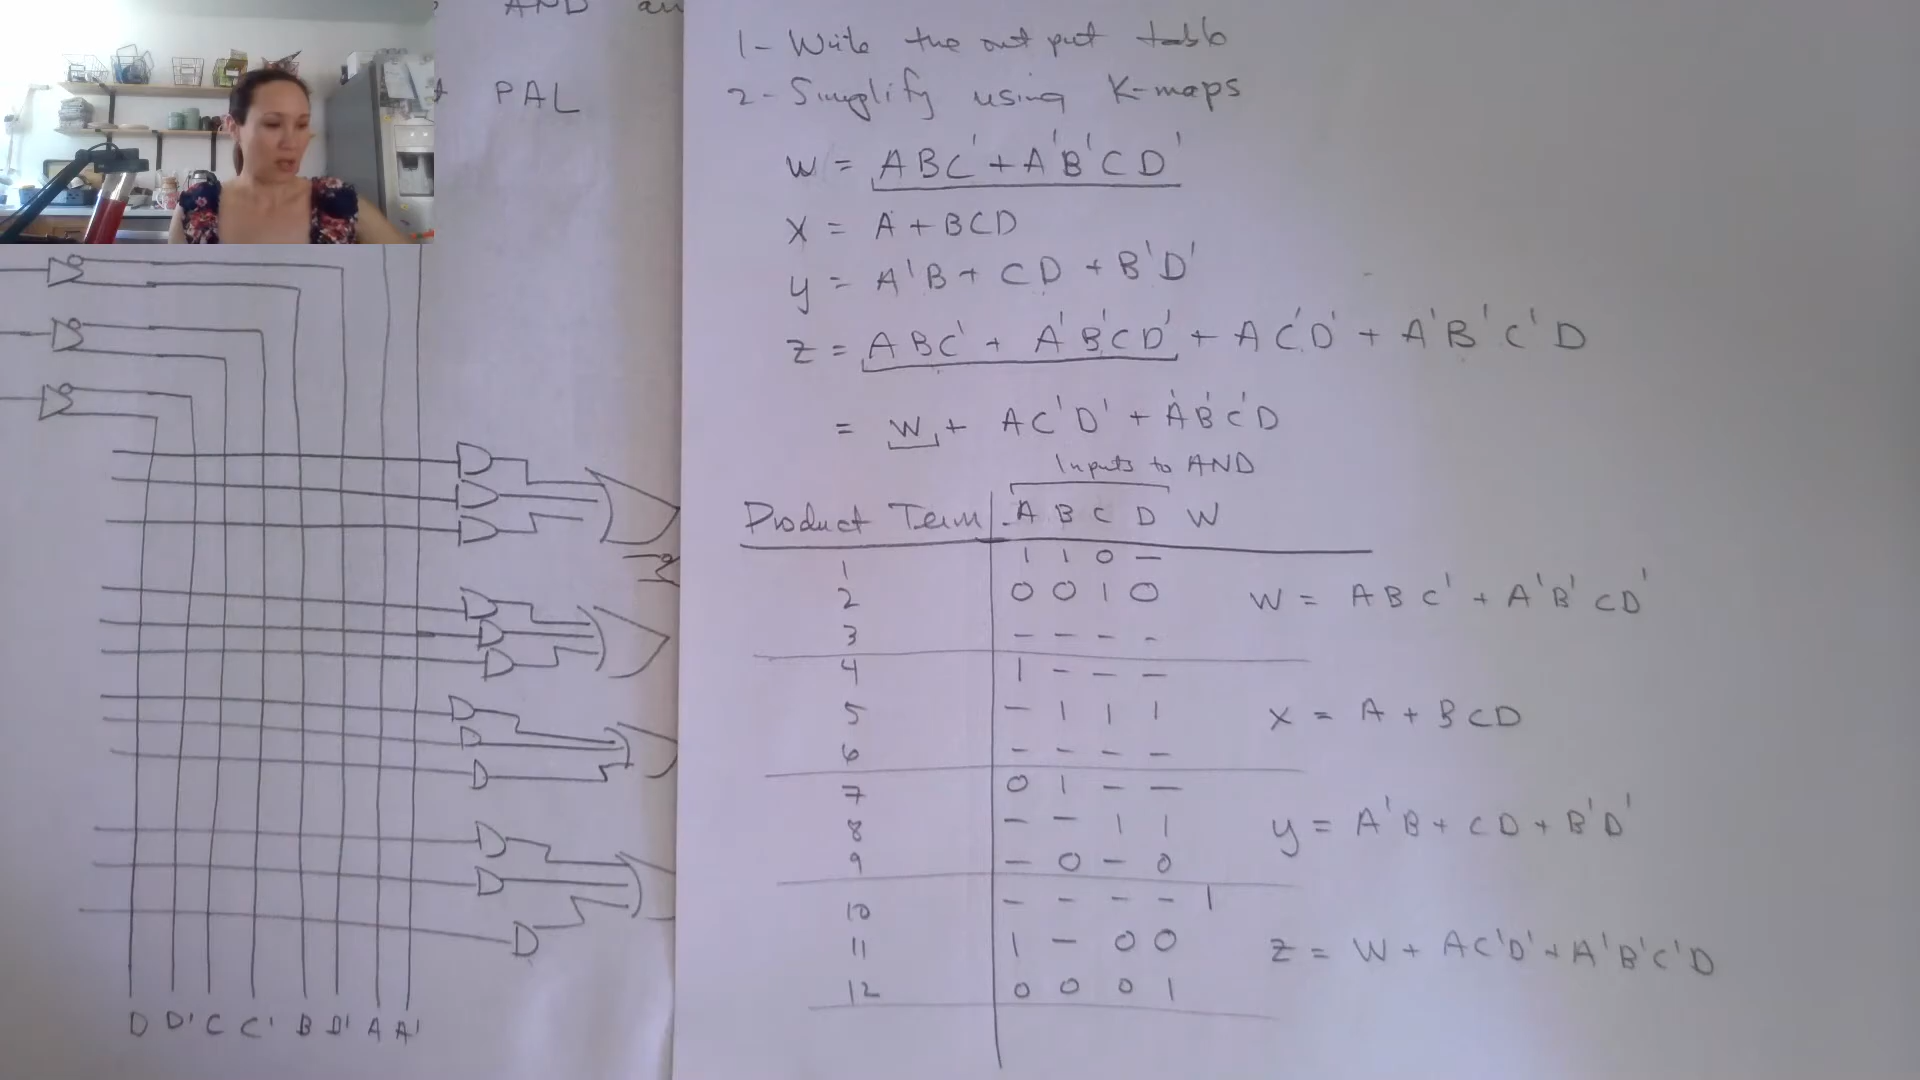 AND
PAL
D D' C C' B D' A A'
1- Write the out put table
2- Simplify using K-maps
W = ABC' + A'B'CD'
X = A + BCD
y = A'B + CD + B'D'
Z = ABC' + A'B'CD' + AC'D' + A'B'C'D
= W + AC'D' + A'B'C'D
Inputs to AND
Product Term A B C D W
1 1 1 0 -
2 0 0 1 0 W = ABC' + A'B'CD'
3 - - - -
4 1 - - -
5 - 1 1 1 X = A + BCD
6 - - - -
7 0 1 - -
8 - - 1 1 y = A'B + CD + B'D'
9 - 0 - 0
10 - - - - 1
11 1 - 0 0 Z = W + AC'D' + A'B'C'D
12 0 0 0 1